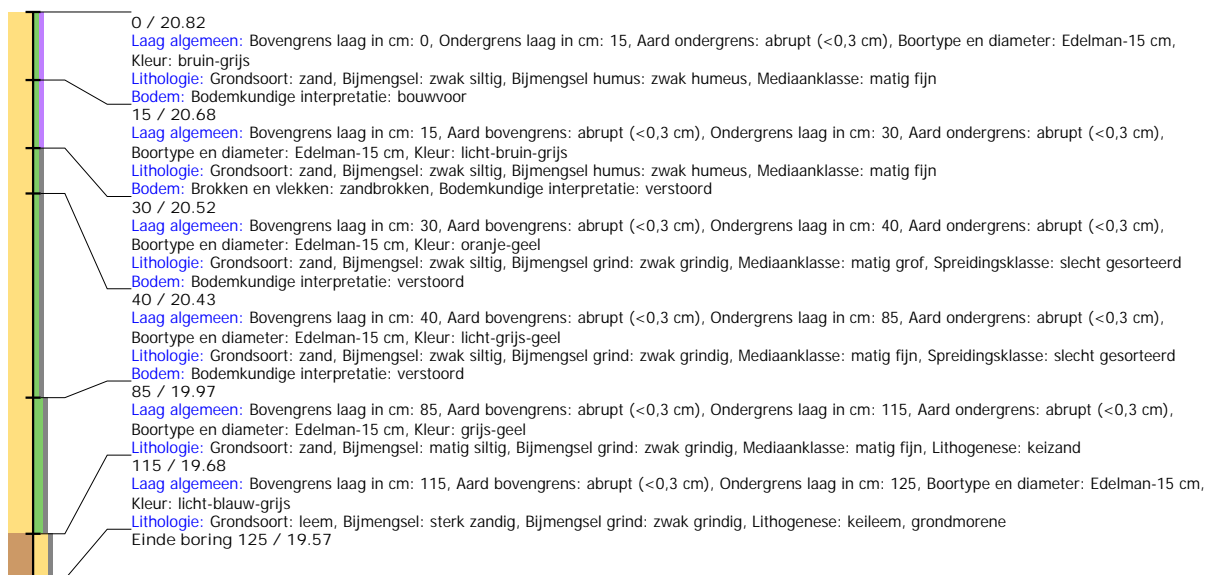 0 / 20.82
Laag algemeen: Bovengrens laag in cm: 0, Ondergrens laag in cm: 15, Aard ondergrens: abrupt (<0,3 cm), Boortype en diameter: Edelman-15 cm,
Kleur: bruin-grijs
Lithologie: Grondsoort: zand, Bijmengsel: zwak siltig, Bijmengsel humus: zwak humeus, Mediaanklasse: matig fijn
Bodem: Bodemkundige interpretatie: bouwvoor
15 / 20.68
Laag algemeen: Bovengrens laag in cm: 15, Aard bovengrens: abrupt (<0,3 cm), Ondergrens laag in cm: 30, Aard ondergrens: abrupt (<0,3 cm),
Boortype en diameter: Edelman-15 cm, Kleur: licht-bruin-grijs
Lithologie: Grondsoort: zand, Bijmengsel: zwak siltig, Bijmengsel humus: zwak humeus, Mediaanklasse: matig fijn
Bodem: Brokken en vlekken: zandbrokken, Bodemkundige interpretatie: verstoord
30 / 20.52
Laag algemeen: Bovengrens laag in cm: 30, Aard bovengrens: abrupt (<0,3 cm), Ondergrens laag in cm: 40, Aard ondergrens: abrupt (<0,3 cm),
Boortype en diameter: Edelman-15 cm, Kleur: oranje-geel
Lithologie: Grondsoort: zand, Bijmengsel: zwak siltig, Bijmengsel grind: zwak grindig, Mediaanklasse: matig grof, Spreidingsklasse: slecht gesorteerd
Bodem: Bodemkundige interpretatie: verstoord
40 / 20.43
Laag algemeen: Bovengrens laag in cm: 40, Aard bovengrens: abrupt (<0,3 cm), Ondergrens laag in cm: 85, Aard ondergrens: abrupt (<0,3 cm),
Boortype en diameter: Edelman-15 cm, Kleur: licht-grijs-geel
Lithologie: Grondsoort: zand, Bijmengsel: zwak siltig, Bijmengsel grind: zwak grindig, Mediaanklasse: matig fijn, Spreidingsklasse: slecht gesorteerd
Bodem: Bodemkundige interpretatie: verstoord
85 / 19.97
Laag algemeen: Bovengrens laag in cm: 85, Aard bovengrens: abrupt (<0,3 cm), Ondergrens laag in cm: 115, Aard ondergrens: abrupt (<0,3 cm),
Boortype en diameter: Edelman-15 cm, Kleur: grijs-geel
Lithologie: Grondsoort: zand, Bijmengsel: matig siltig, Bijmengsel grind: zwak grindig, Mediaanklasse: matig fijn, Lithogenese: keizand
115 / 19.68
Laag algemeen: Bovengrens laag in cm: 115, Aard bovengrens: abrupt (<0,3 cm), Ondergrens laag in cm: 125, Boortype en diameter: Edelman-15 cm,
Kleur: licht-blauw-grijs
Lithologie: Grondsoort: leem, Bijmengsel: sterk zandig, Bijmengsel grind: zwak grindig, Lithogenese: keileem, grondmorene
Einde boring 125 / 19.57